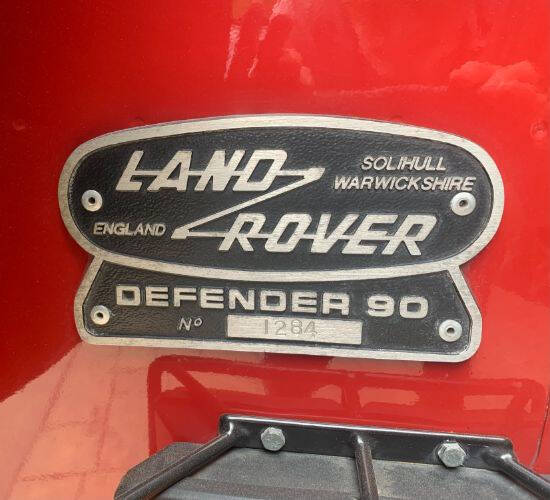 LAND ROVER
SOLIHULL
WARWICKSHIRE
ENGLAND
DEFENDER 90
No 1284